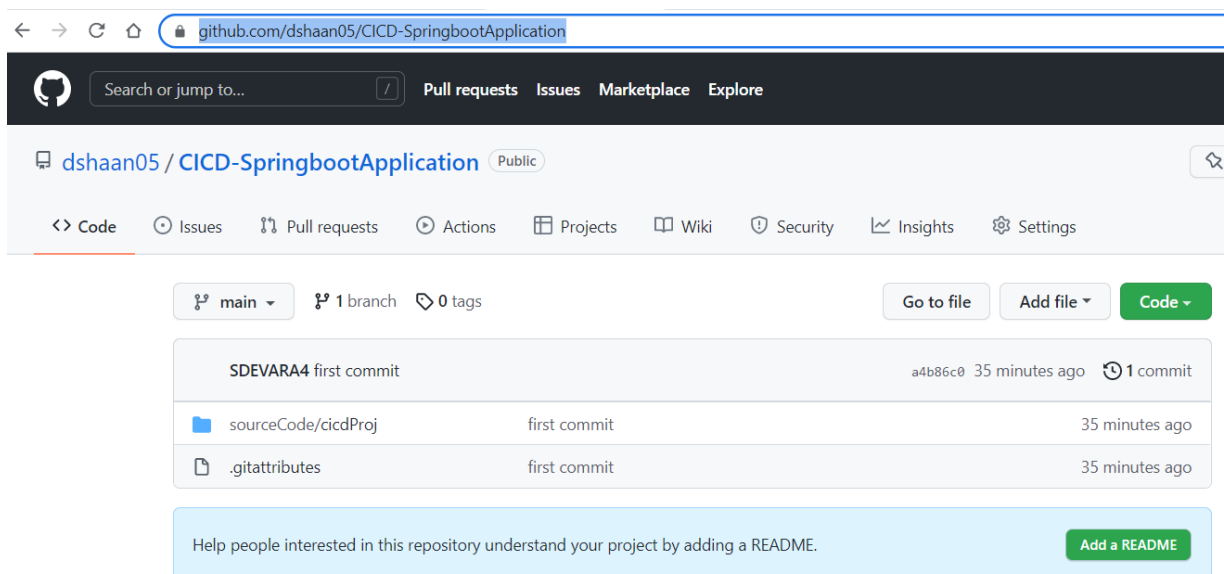 github.com/dshaan05/CICD-SpringbootApplication
Search or jump to... / Pull requests Issues Marketplace Explore
dshaan05 / CICD-SpringbootApplication Public
<> Code Issues Pull requests Actions Projects Wiki Security Insights Settings
main 1 branch 0 tags Go to file Add file Code
SDEVARA4 first commit a4b86c0 35 minutes ago 1 commit
sourceCode/cicdProj first commit 35 minutes ago
.gitattributes first commit 35 minutes ago
Help people interested in this repository understand your project by adding a README. Add a README